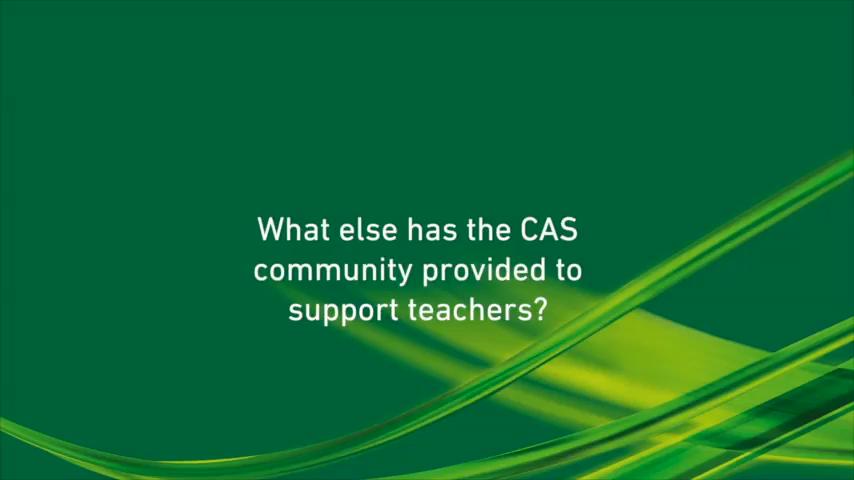 What else has the CAS
community provided to
support teachers?